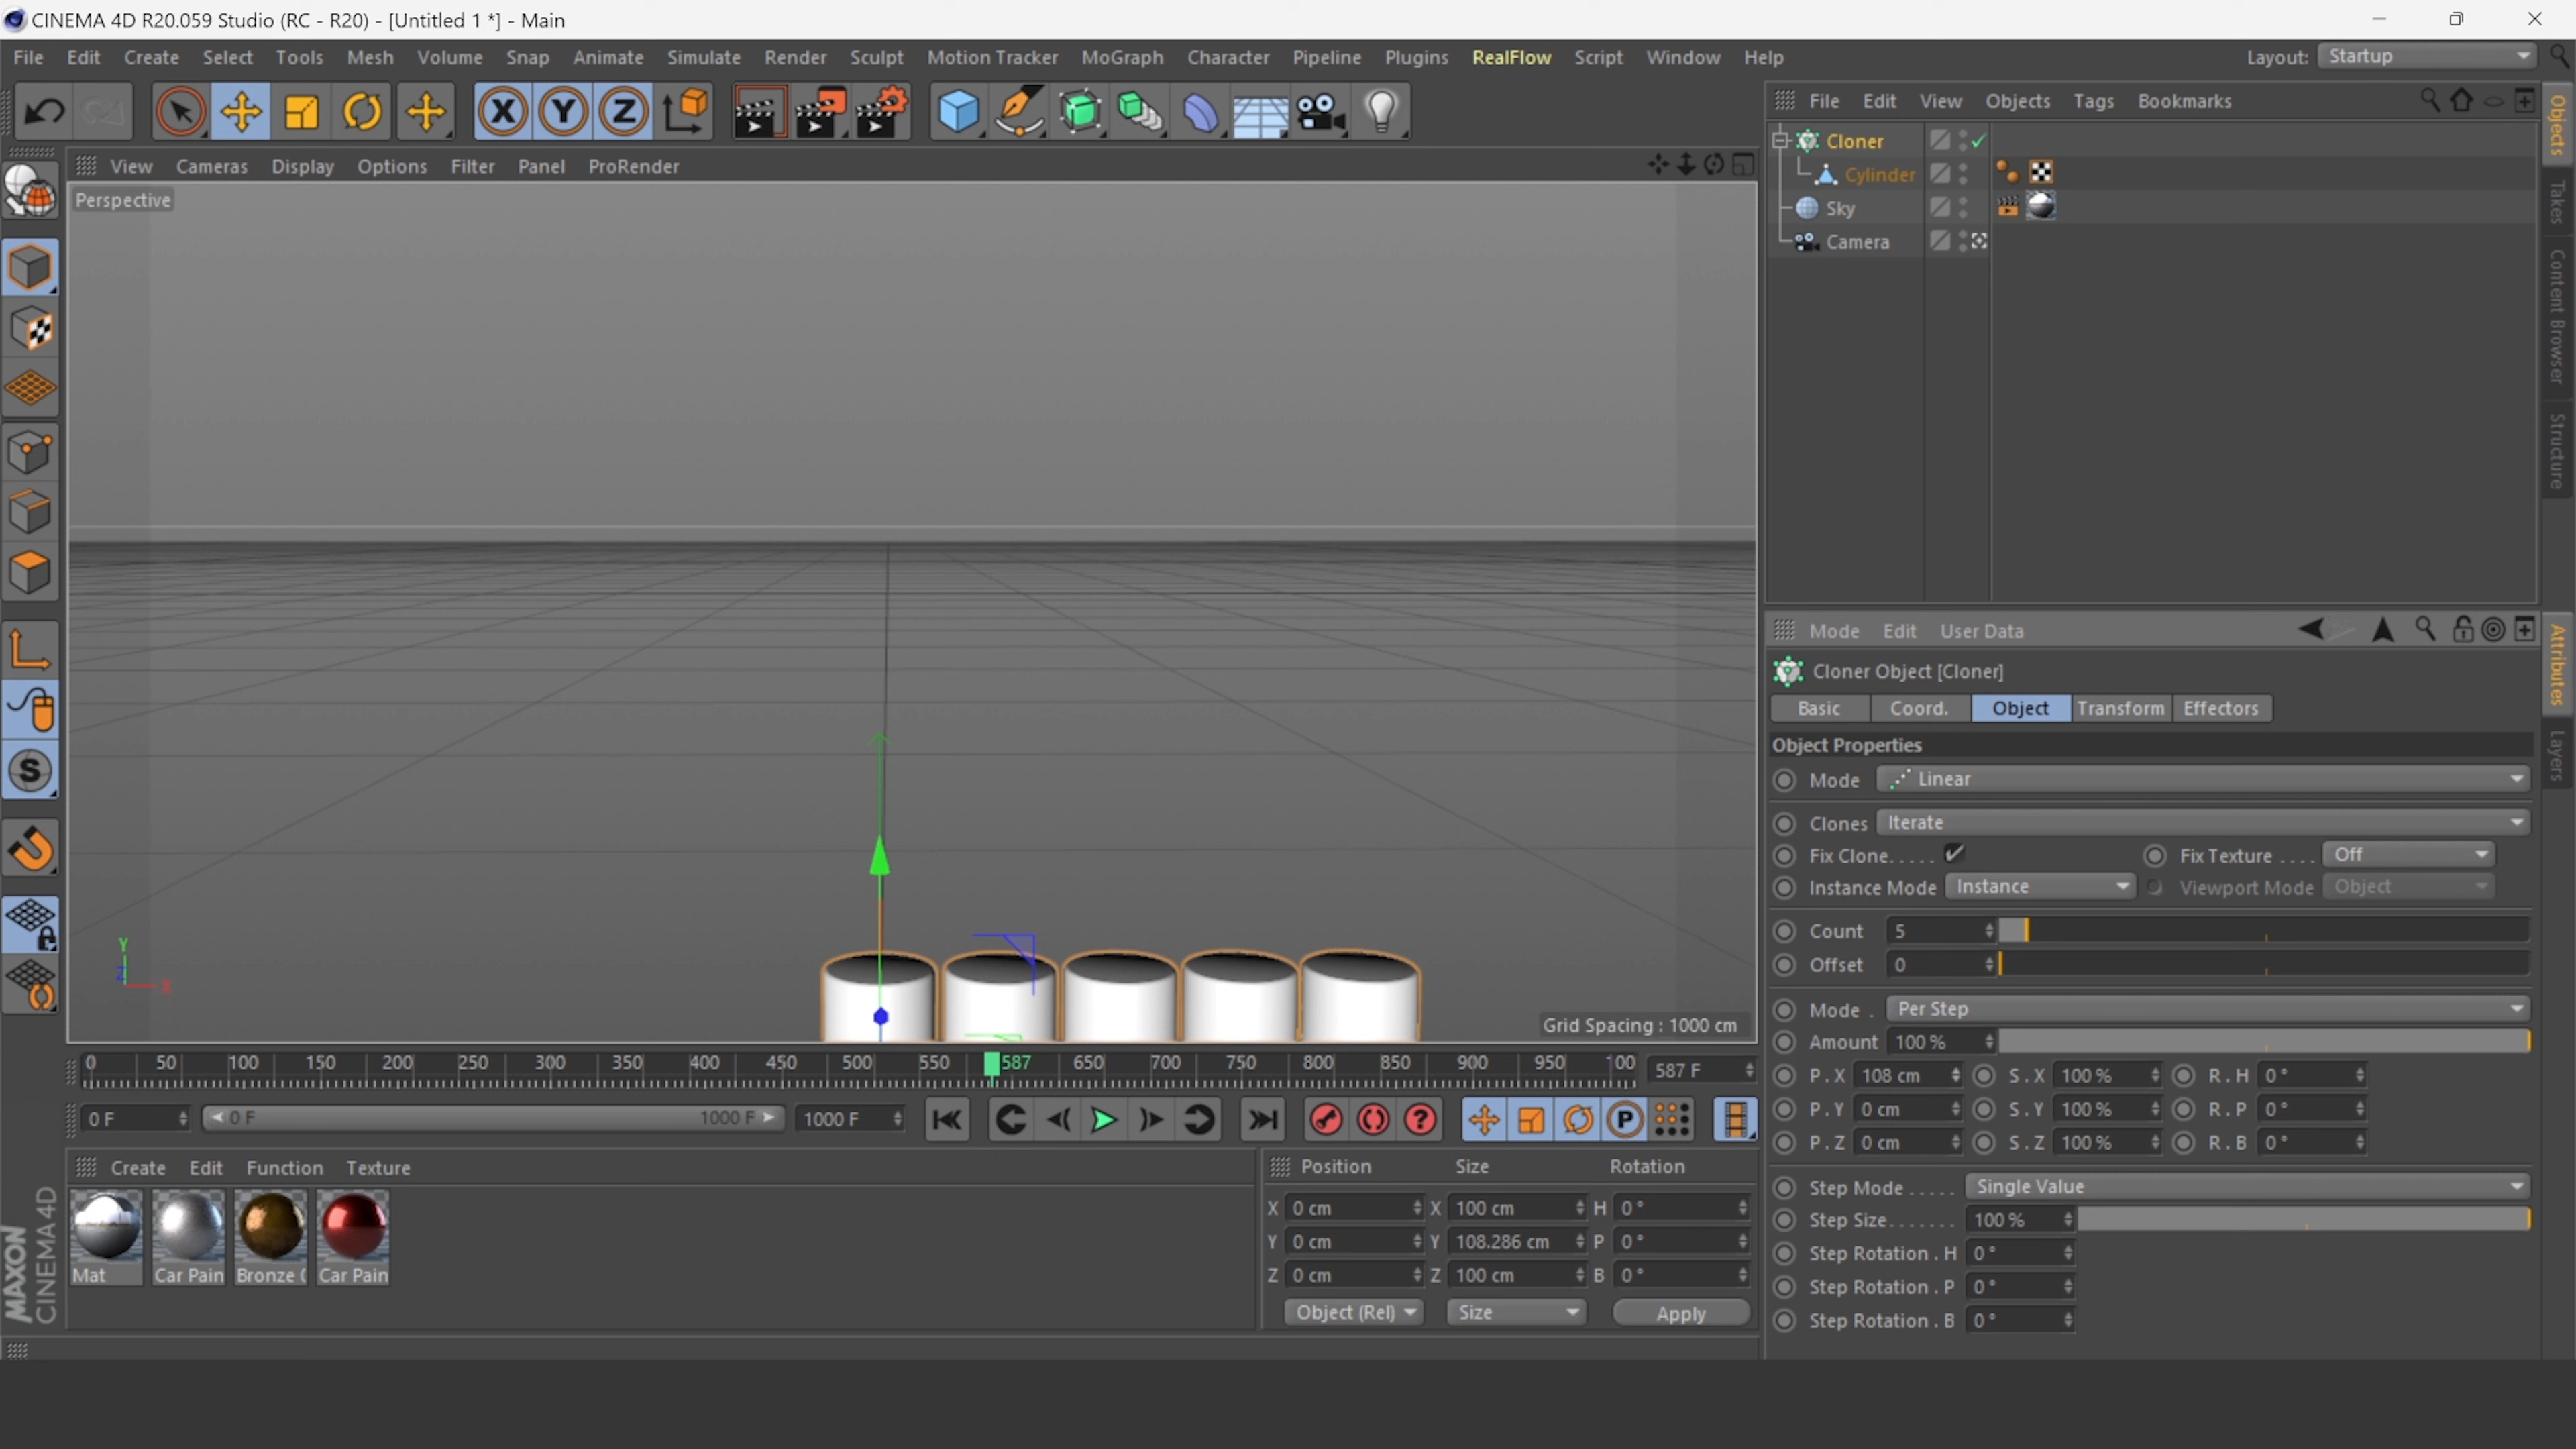 CINEMA 4D R20.059 Studio (RC - R20) - [Untitled 1 *] - Main
File Edit Create Select Tools Mesh Volume Snap Animate Simulate Render Sculpt Motion Tracker MoGraph Character Pipeline Plugins RealFlow Script Window Help Layout: Startup
X Y Z
File Edit View Objects Tags Bookmarks
View Cameras Display Options Filter Panel ProRender
Perspective
Cloner
Cylinder
Sky
Camera
Objects
Takes
Content Browser
Structure
Mode Edit User Data
Cloner Object [Cloner]
Basic Coord. Object Transform Effectors
Object Properties
Mode Linear
Clones Iterate
Fix Clone..... Fix Texture .... Off
Instance Mode Instance Viewport Mode Object
Count 5
Offset 0
Mode . Per Step
Amount 100 %
P . X 108 cm S . X 100 % R . H 0 °
P . Y 0 cm S . Y 100 % R . P 0 °
P . Z 0 cm S . Z 100 % R . B 0 °
Step Mode ..... Single Value
Step Size....... 100 %
Step Rotation . H 0 °
Step Rotation . P 0 °
Step Rotation . B 0 °
Attributes
Layers
S
Y
Z
X
Grid Spacing : 1000 cm
0 50 100 150 200 250 300 350 400 450 500 550 587 650 700 750 800 850 900 950 100 587 F
0 F 0 F 1000 F 1000 F ? P
Create Edit Function Texture
Mat Car Pain Bronze ( Car Pain
Position Size Rotation
X 0 cm X 100 cm H 0 °
Y 0 cm Y 108.286 cm P 0 °
Z 0 cm Z 100 cm B 0 °
Object (Rel) Size Apply
MAXON
CINEMA 4D